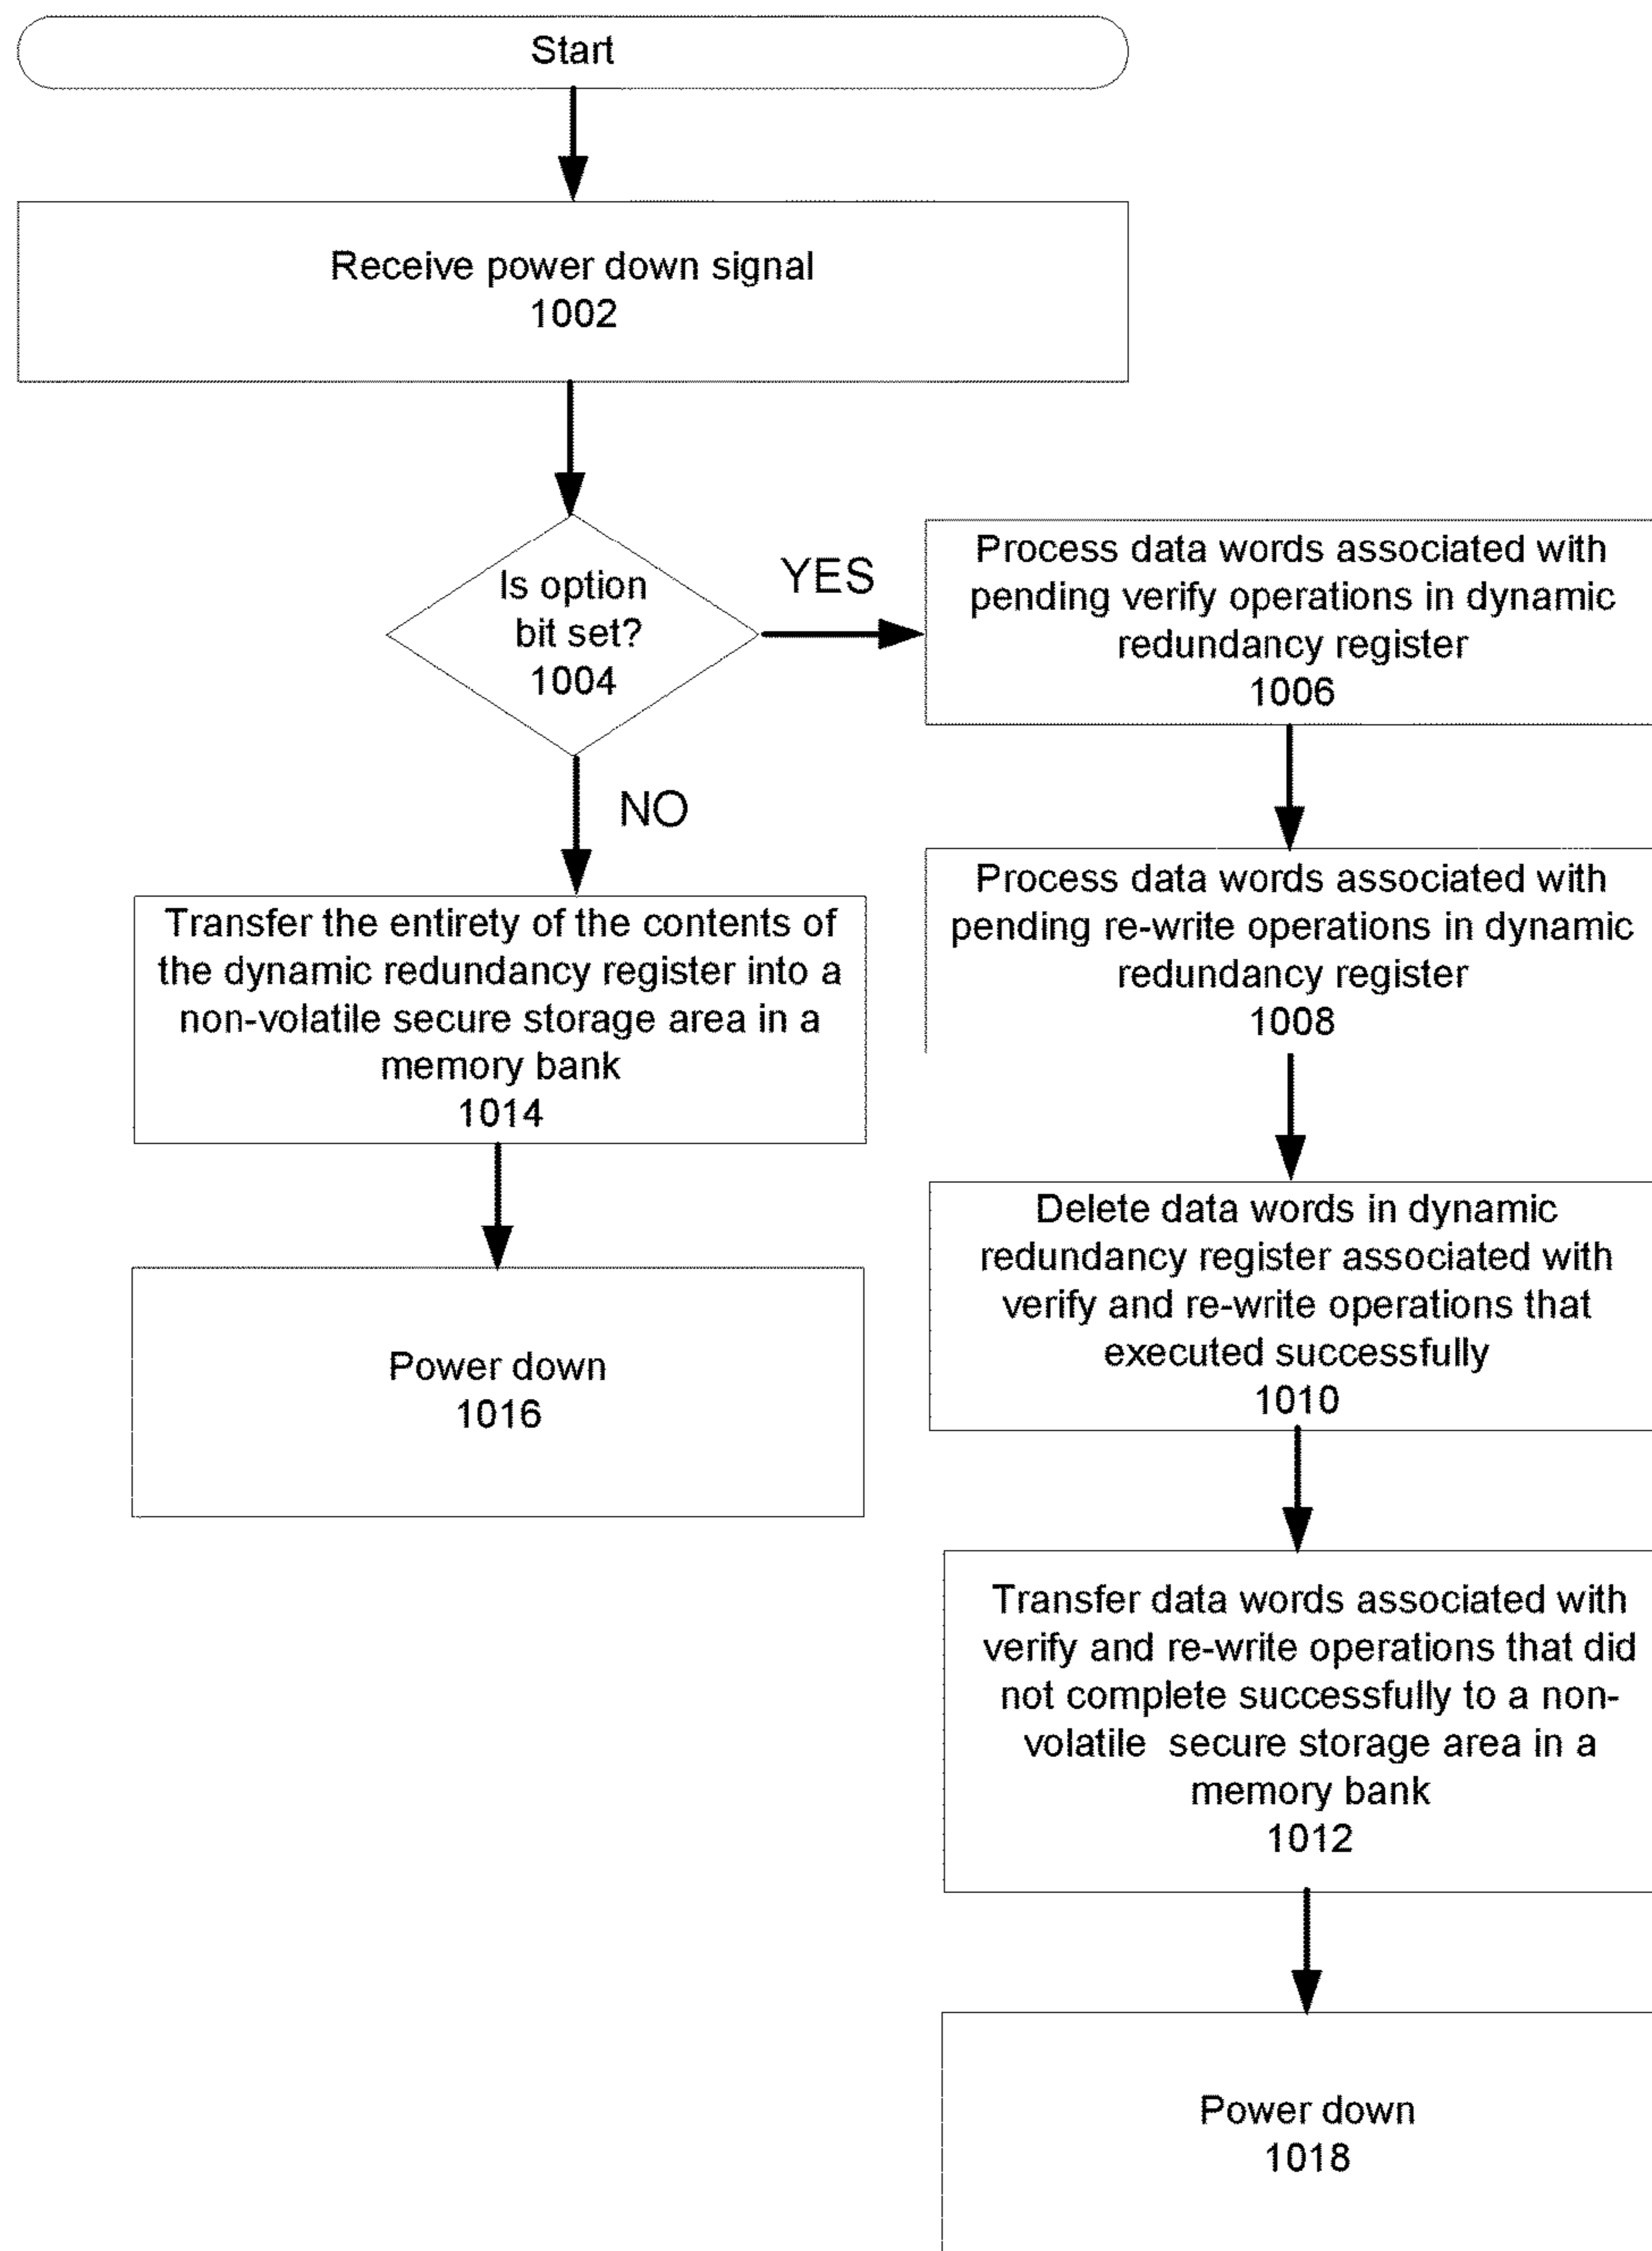 Start
Receive power down signal
1002
Is option
bit set?
1004
YES
NO
Process data words associated with
pending verify operations in dynamic
redundancy register
1006
Process data words associated with
pending re-write operations in dynamic
redundancy register
1008
Transfer the entirety of the contents of
the dynamic redundancy register into a
non-volatile secure storage area in a
memory bank
1014
Delete data words in dynamic
redundancy register associated with
verify and re-write operations that
executed successfully
1010
Power down
1016
Transfer data words associated with
verify and re-write operations that did
not complete successfully to a non-
volatile secure storage area in a
memory bank
1012
Power down
1018